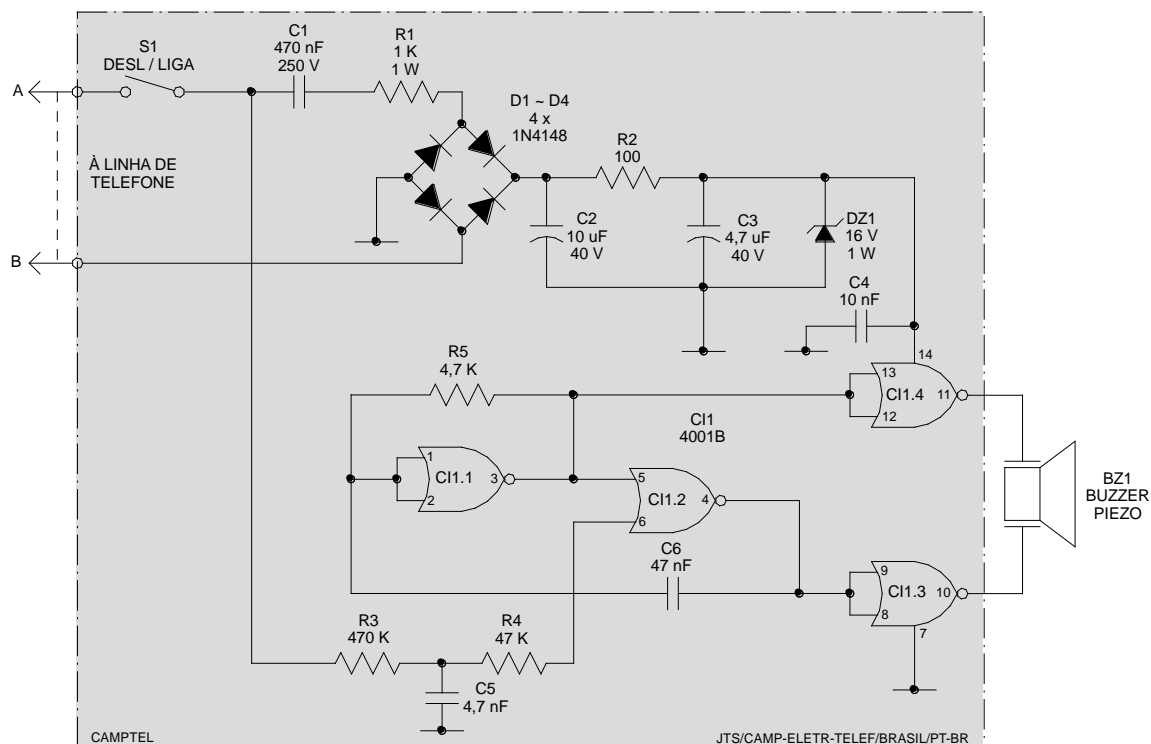 S1
DESL / LIGA
C1
470 nF
250 V
R1
1 K
1 W
A
À LINHA DE
TELEFONE
B
D1 ~ D4
4 x
1N4148
R2
100
C2
10 uF
40 V
C3
4,7 uF
40 V
DZ1
16 V
1 W
C4
10 nF
R5
4,7 K
14
13
CI1.4
11
12
CI1
4001B
1
CI1.1
3
2
5
CI1.2
4
6
BZ1
BUZZER
PIEZO
C6
47 nF
9
CI1.3
10
8
7
R3
470 K
R4
47 K
C5
4,7 nF
CAMPTEL
JTS/CAMP-ELETR-TELEF/BRASIL/PT-BR